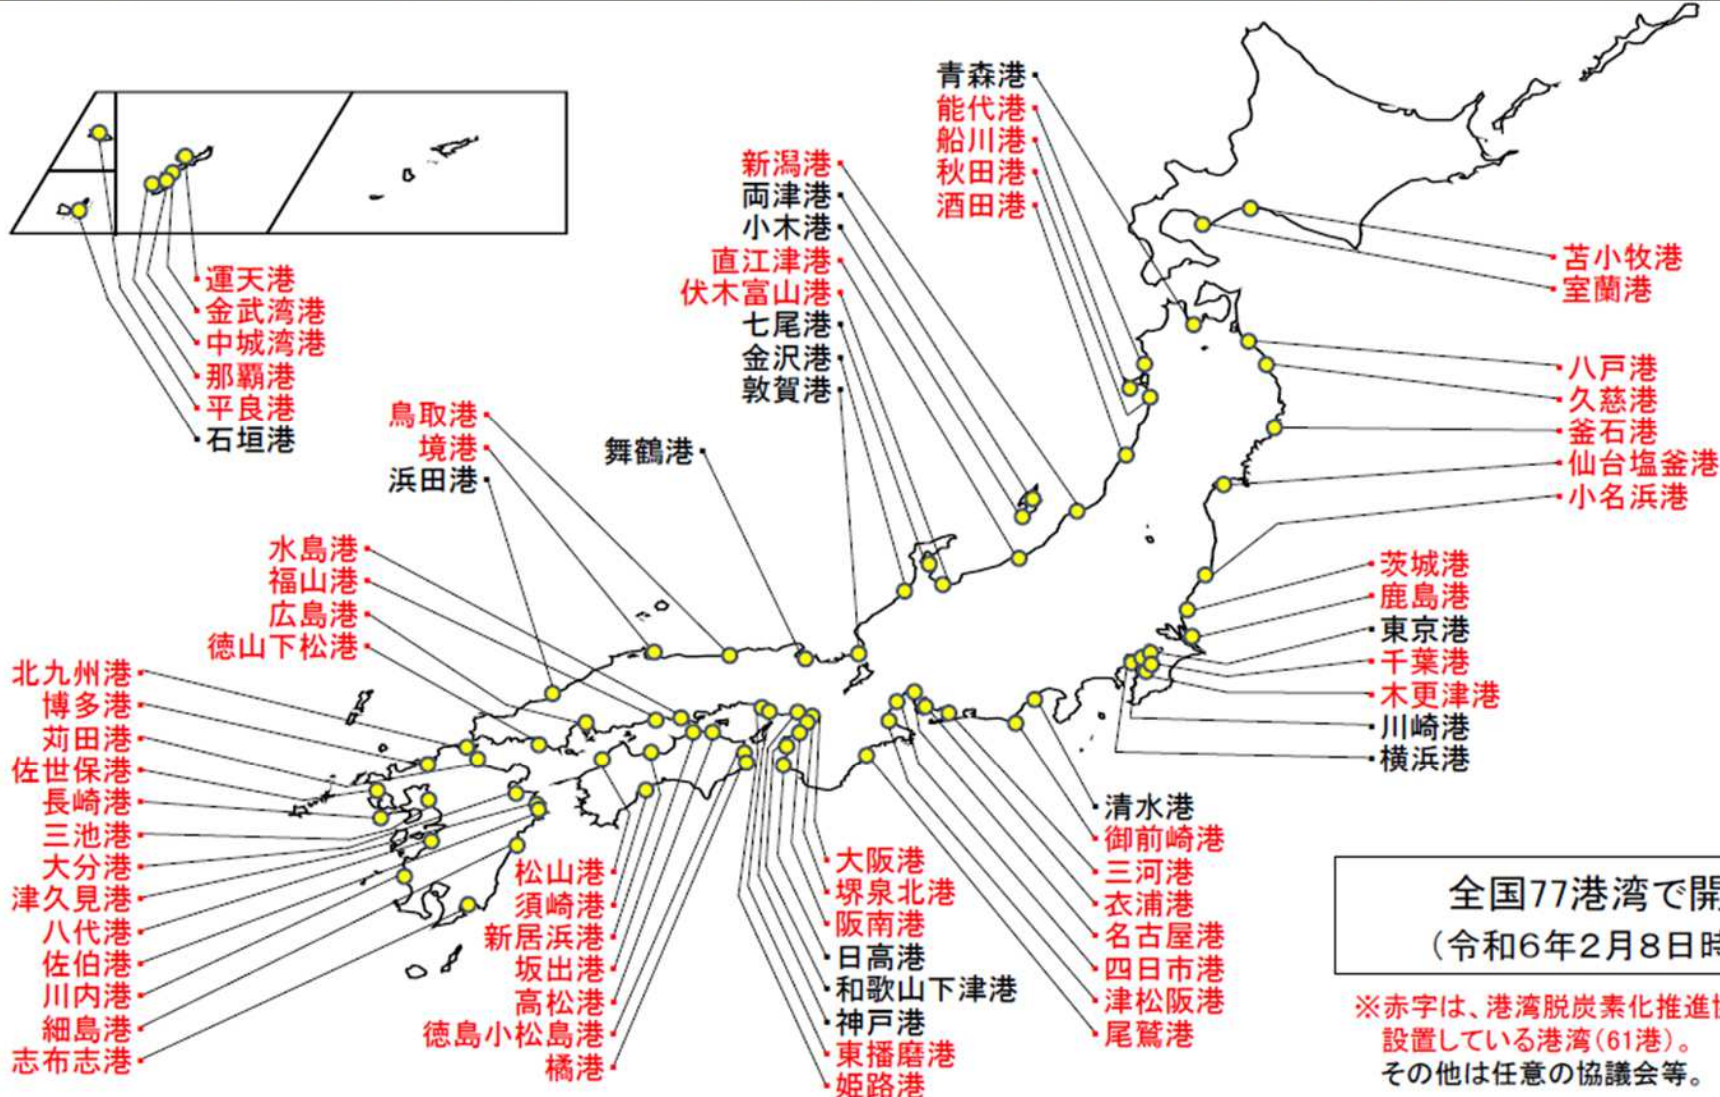 青森港
能代港
船川港
秋田港
酒田港
新潟港
両津港
小木港
直江津港
伏木富山港
七尾港
金沢港
敦賀港
苫小牧港
室蘭港
八戸港
久慈港
釜石港
仙台塩釜港
小名浜港
茨城港
鹿島港
東京港
千葉港
木更津港
川崎港
横浜港
運天港
金武湾港
中城湾港
那覇港
平良港
石垣港
鳥取港
境港
浜田港
舞鶴港
水島港
福山港
広島港
徳山下松港
北九州港
博多港
苅田港
佐世保港
長崎港
三池港
大分港
津久見港
八代港
佐伯港
川内港
細島港
志布志港
松山港
須崎港
新居浜港
坂出港
高松港
徳島小松島港
橘港
大阪港
堺泉北港
阪南港
日高港
和歌山下津港
神戸港
東播磨港
姫路港
清水港
御前崎港
三河港
衣浦港
名古屋港
四日市港
津松阪港
尾鷲港
全国77港湾で開
（令和6年2月8日時
※赤字は、港湾脱炭素化推進協
設置している港湾（61港）。
その他は任意の協議会等。